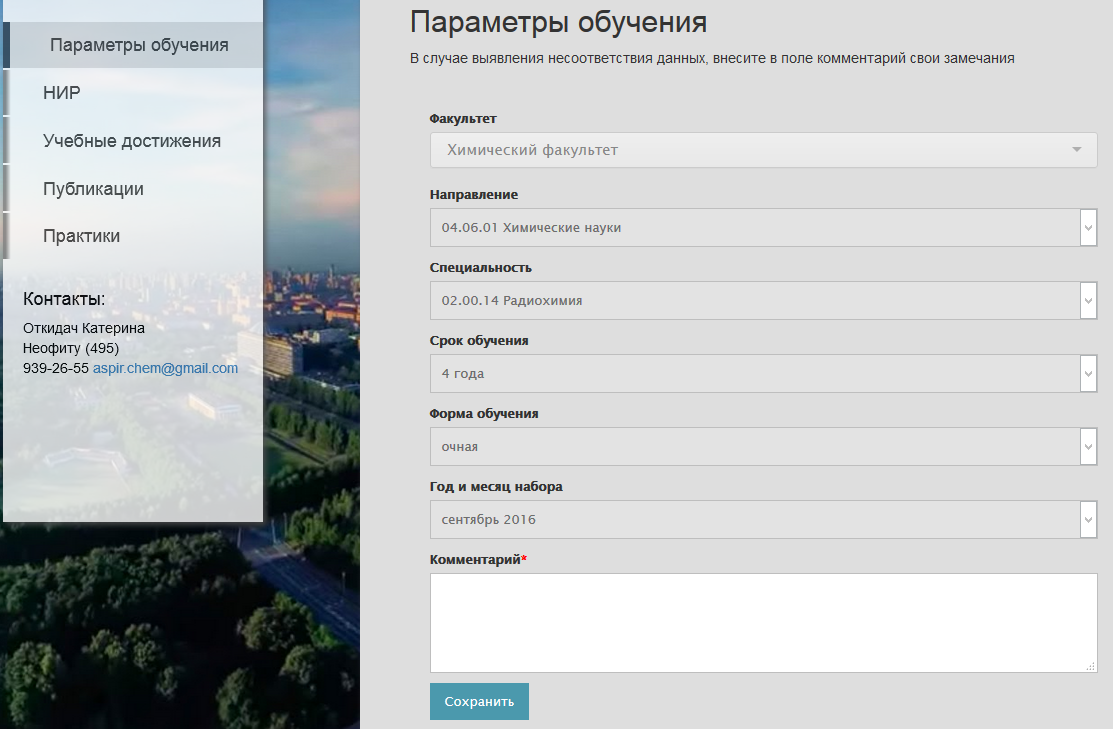 Параметры обучения
НИР
Учебные достижения
Публикации
Практики
Контакты:
Откидач Катерина
Неофиту (495)
939-26-55 aspir.chem@gmail.com
Параметры обучения
В случае выявления несоответствия данных, внесите в поле комментарий свои замечания
Факультет
Химический факультет
Направление
04.06.01 Химические науки
Специальность
02.00.14 Радиохимия
Срок обучения
4 года
Форма обучения
очная
Год и месяц набора
сентябрь 2016
Комментарий*
Сохранить